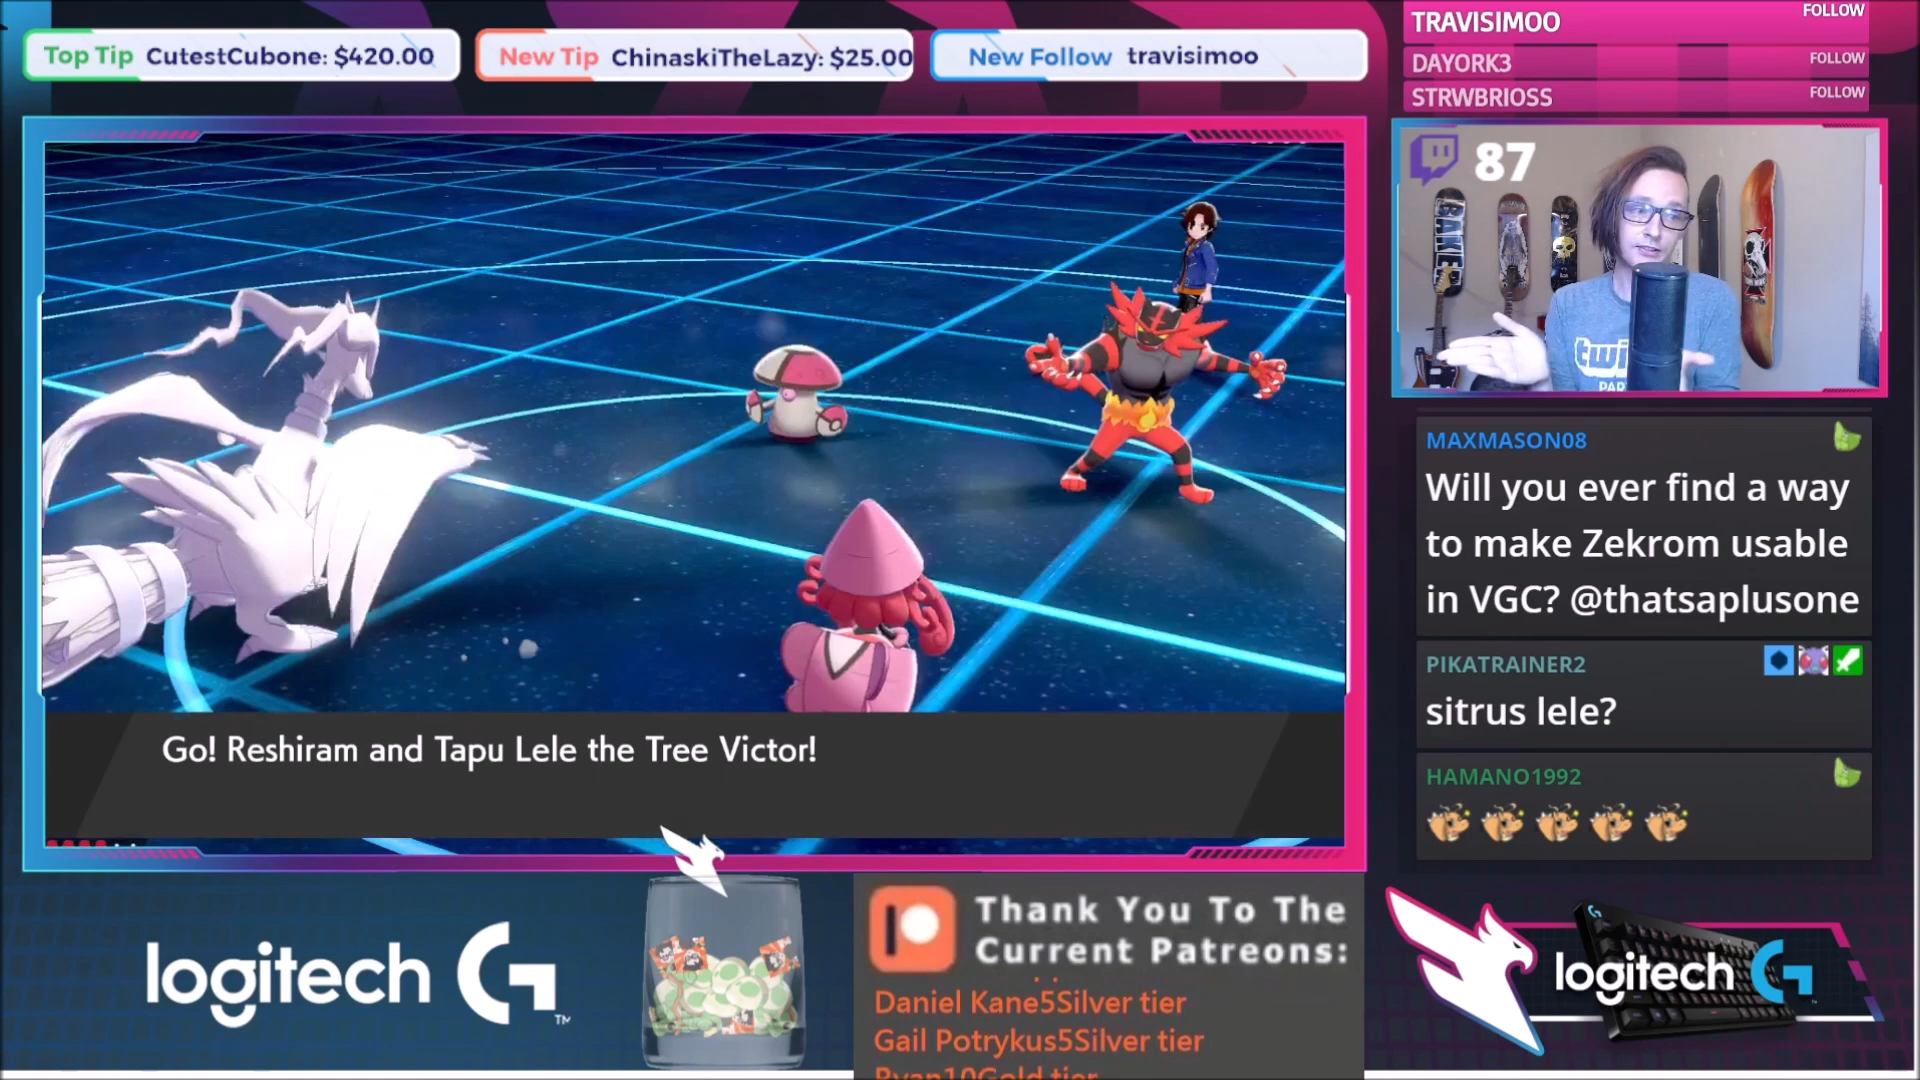 Top Tip CutestCubone: $420.00
New Tip ChinaskiTheLazy: $25.00
New Follow travisimoo
TRAVISIMOO FOLLOW
DAYORK3 FOLLOW
STRWBRIOSS FOLLOW
87
MAXMASON08
Will you ever find a way
to make Zekrom usable
in VGC? @thatsaplusone
PIKATRAINER2
sitrus lele?
HAMANO1992
Go! Reshiram and Tapu Lele the Tree Victor!
logitech G TM
Thank You To The
Current Patreons:
Daniel Kane5Silver tier
Gail Potrykus5Silver tier
Ryan10Gold tier
logitech G